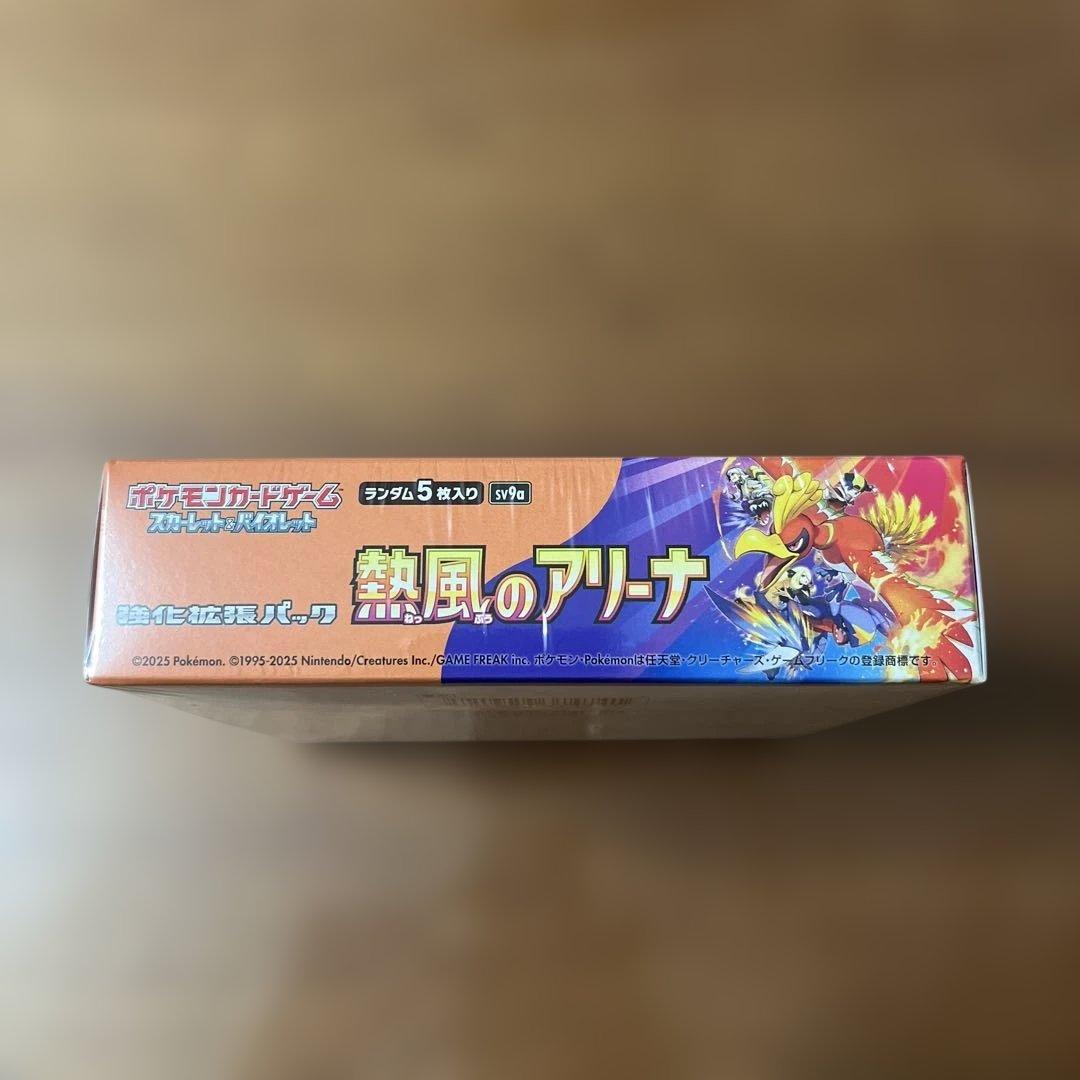 ポケモンカードゲーム
スカーレット&バイオレット
ランダム5枚入り
sv9a
強化拡張パック
熱風のアリーナ
ねっ ぷう
©2025 Pokémon. ©1995-2025 Nintendo/Creatures Inc./GAME FREAK inc. ポケモン・Pokémonは任天堂・クリーチャーズ・ゲームフリークの登録商標です。